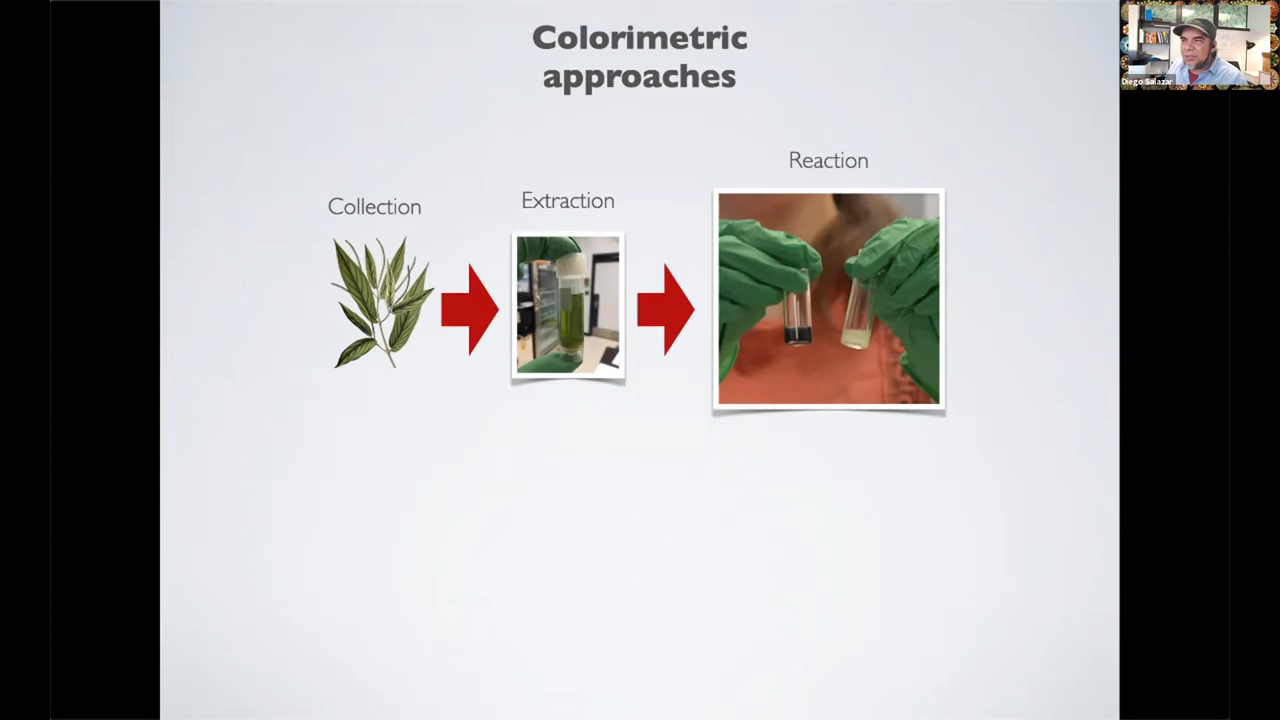 Colorimetric
approaches
Reaction
Extraction
Collection
Diego Salazar